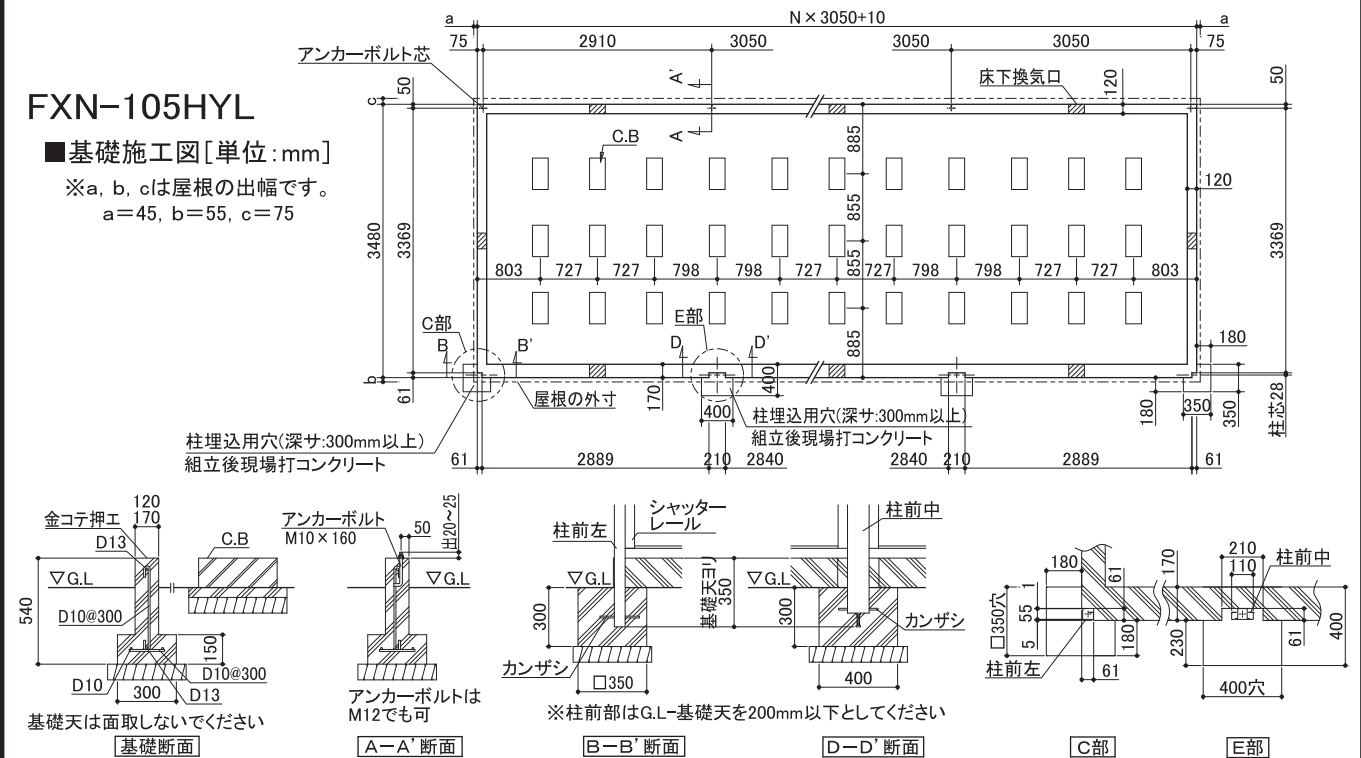 FXN-105HYL
■基礎施工図[単位:mm]
※a, b, cは屋根の出幅です。
a=45, b=55, c=75
a
N×3050+10
a
75
2910
3050
3050
3050
75
アンカーボルト芯
床下換気口
50
c
A'
A
C.B
120
50
885
855
855
885
120
3480
3369
3369
803
727
727
798
798
727
727
798
798
727
727
803
C部
B
B'
E部
D
D'
180
b
61
屋根の外寸
170
400
400
180
350
350
柱芯28
柱埋込用穴(深サ:300mm以上)
組立後現場打コンクリート
柱埋込用穴(深サ:300mm以上)
組立後現場打コンクリート
61
2889
210
2840
2840
210
2889
61
120
170
金コテ押エ
D13
C.B
▽G.L
540
D10@300
150
D10@300
D10
300
D13
基礎天は面取しないでください
基礎断面
アンカーボルト
M10×160
50
出20~25
▽G.L
アンカーボルトは
M12でも可
A-A'断面
シャッター
レール
柱前左
▽G.L
300
基礎天ヨリ
350
カンザシ
□350
B-B'断面
柱前中
▽G.L
300
カンザシ
400
D-D'断面
※柱前部はG.L-基礎天を200mm以下としてください
180
61
1
55
5
□350穴
180
柱前左
61
C部
170
210
110
柱前中
230
61
400
400穴
E部